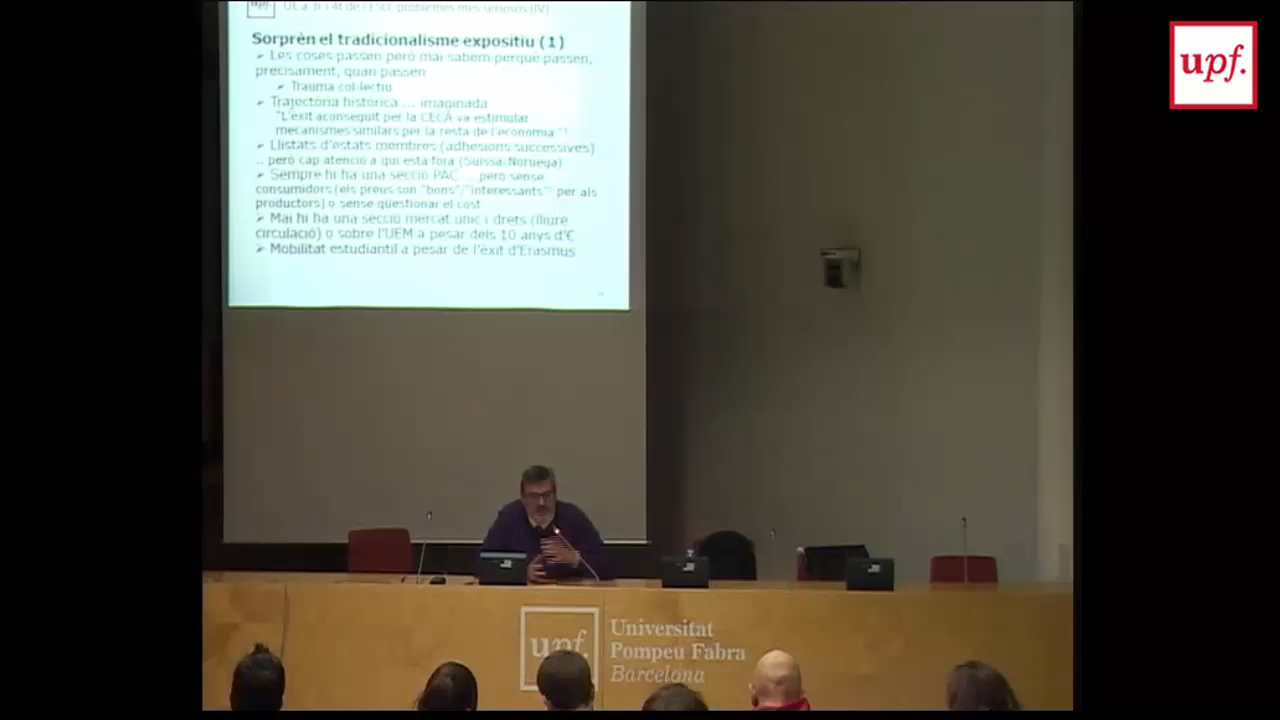 upf.
upf.
UE a 3r i 4t de l'ESO: problemes més seriosos (IV)
Sorprèn el tradicionalisme expositiu (1)
➢ Les coses passen però mai sabem perquè passen,
precisament, quan passen
➢ Trauma col·lectiu
➢ Trajectòria històrica ... imaginada
"L'èxit aconseguit per la CECA va estimular
mecanismes similars per la resta de l'economia "!
➢ Llistats d'estats membres (adhesions successives)
.. però cap atenció a qui està fora (Suïssa/Noruega)
➢ Sempre hi ha una secció PAC ... però sense
consumidors (els preus son "bons"/"interessants" per als
productors) o sense qüestionar el cost
➢ Mai hi ha una secció mercat únic i drets (lliure
circulació) o sobre l'UEM a pesar dels 10 anys d'€
➢ Mobilitat estudiantil a pesar de l'èxit d'Erasmus
upf.
Universitat
Pompeu Fabra
Barcelona